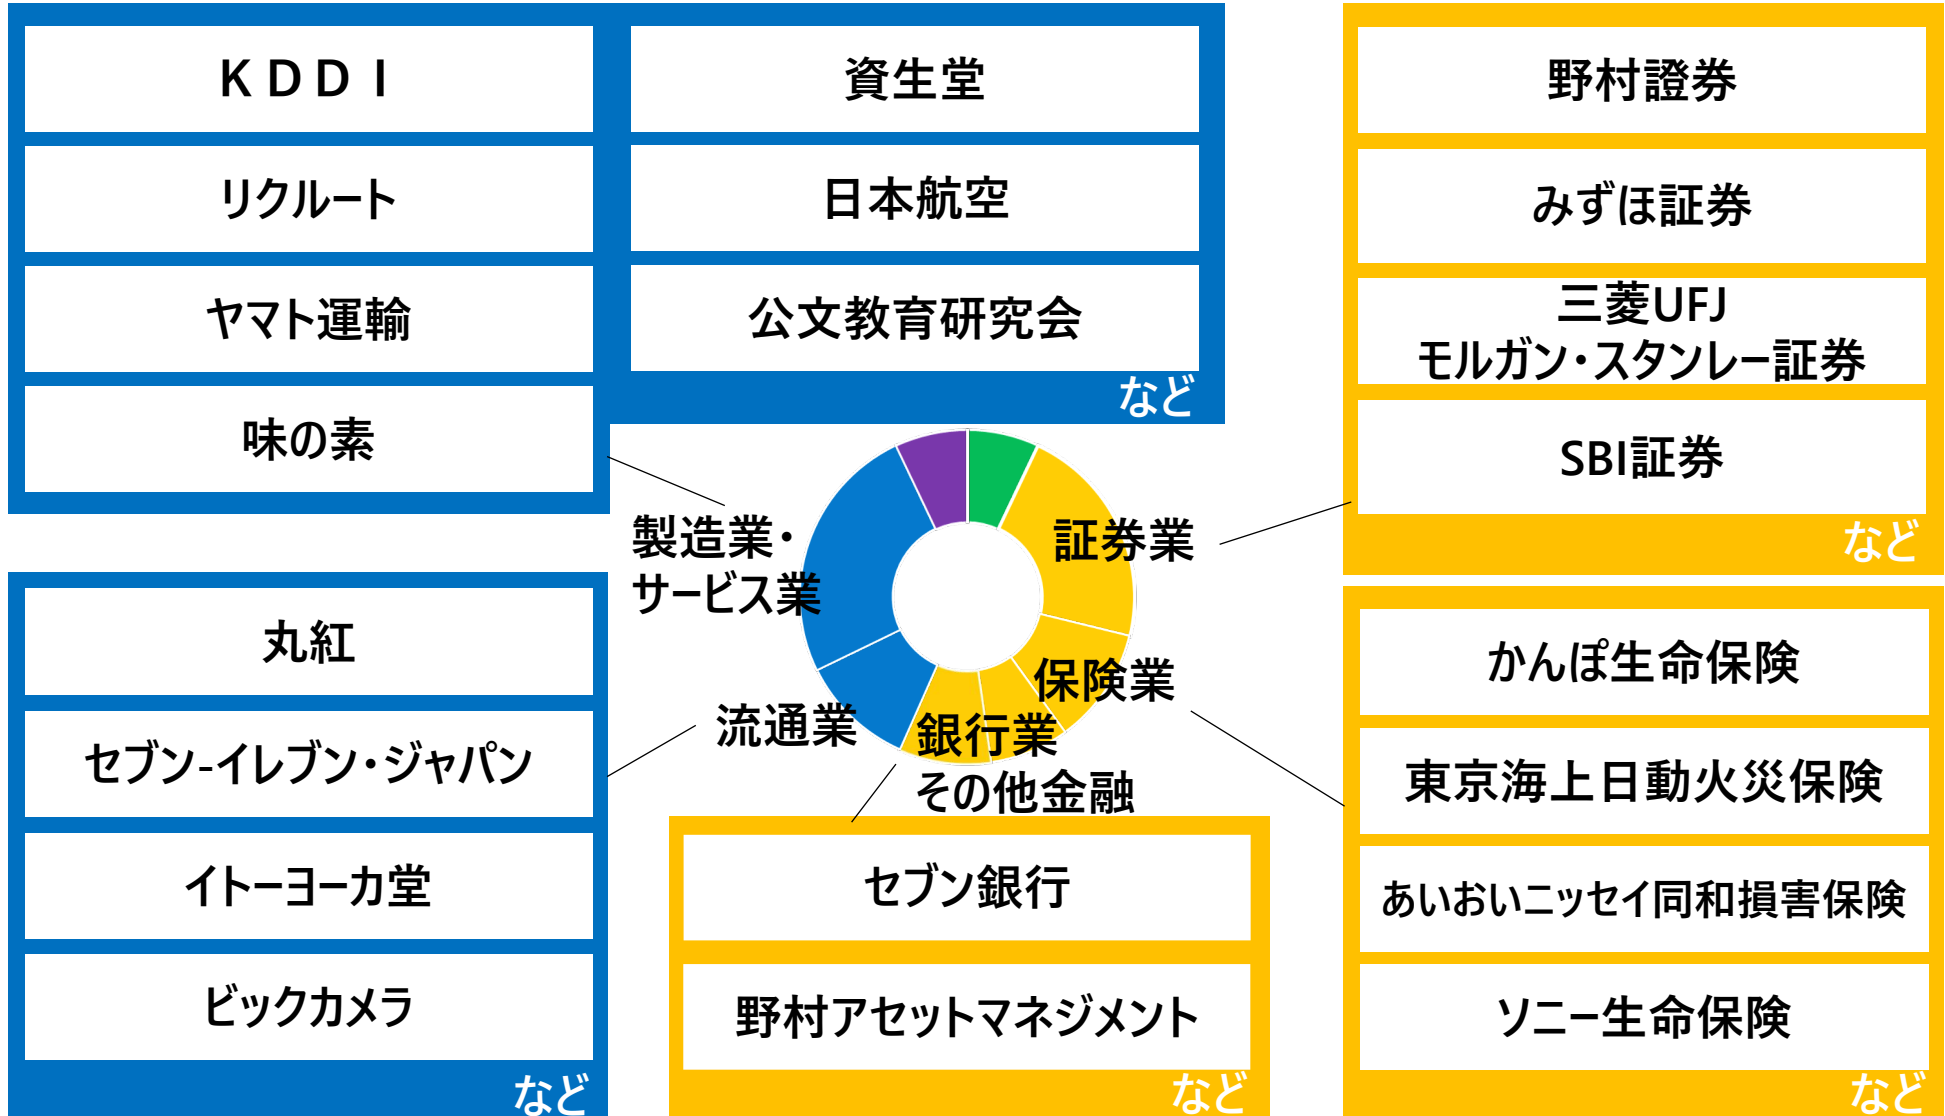 ＫＤＤＩ
リクルート
ヤマト運輸
味の素
資生堂
日本航空
公文教育研究会
など
野村證券
みずほ証券
三菱UFJ
モルガン・スタンレー証券
SBI証券
など
製造業・
サービス業
証券業
保険業
流通業
銀行業
その他金融
丸紅
セブン-イレブン・ジャパン
イトーヨーカ堂
ビックカメラ
など
セブン銀行
野村アセットマネジメント
など
かんぽ生命保険
東京海上日動火災保険
あいおいニッセイ同和損害保険
ソニー生命保険
など